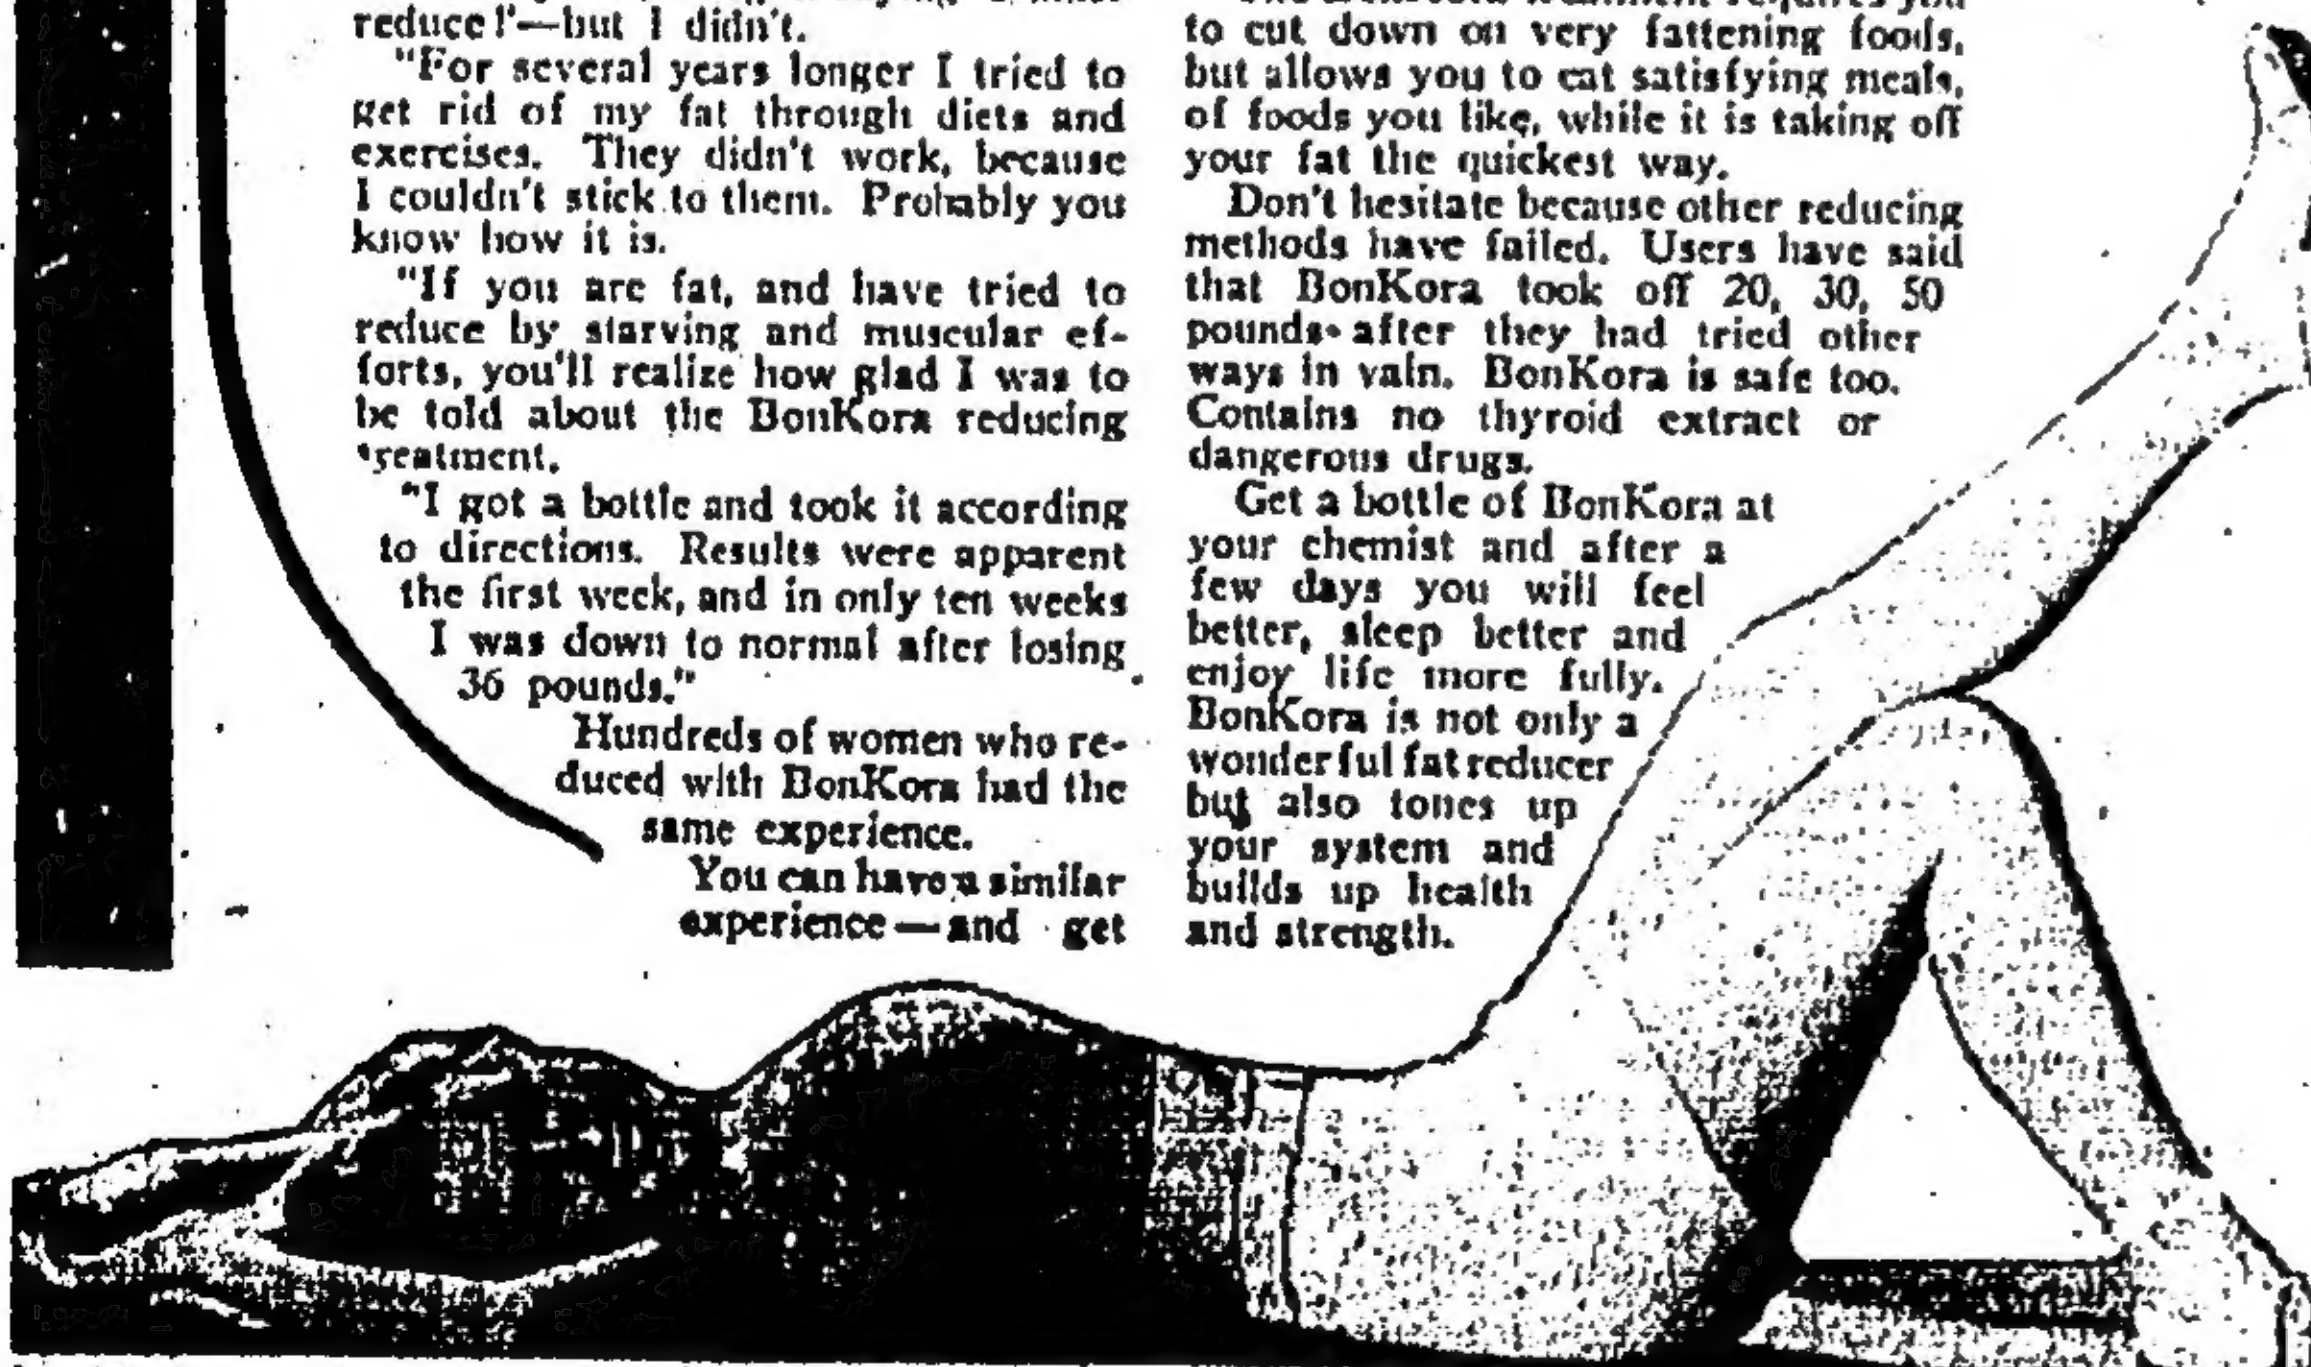 reduce!'—but I didn't.
"For several years longer I tried to
get rid of my fat through diets and
exercises. They didn't work, because
I couldn't stick to them. Probably you
know how it is.
"If you are fat, and have tried to
reduce by starving and muscular ef-
forts, you'll realize how glad I was to
be told about the BonKora reducing
treatment.
"I got a bottle and took it according
to directions. Results were apparent
the first week, and in only ten weeks
I was down to normal after losing
36 pounds."
Hundreds of women who re-
duced with BonKora had the
same experience.
You can have a similar
experience—and get
treatment requires you
to cut down on very fattening foods,
but allows you to eat satisfying meals,
of foods you like, while it is taking off
your fat the quickest way.
Don't hesitate because other reducing
methods have failed. Users have said
that BonKora took off 20, 30, 50
pounds after they had tried other
ways in vain. BonKora is safe too.
Contains no thyroid extract or
dangerous drugs.
Get a bottle of BonKora at
your chemist and after a
few days you will feel
better, sleep better and
enjoy life more fully.
BonKora is not only a
wonderful fat reducer
but also tones up
your system and
builds up health
and strength.